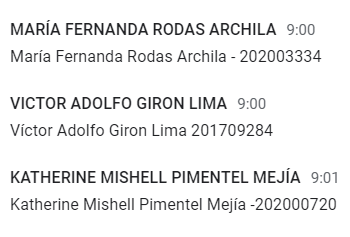 MARÍA FERNANDA RODAS ARCHILA 9:00
María Fernanda Rodas Archila - 202003334
VICTOR ADOLFO GIRON LIMA 9:00
Víctor Adolfo Giron Lima 201709284
KATHERINE MISHELL PIMENTEL MEJÍA 9:01
Katherine Mishell Pimentel Mejía -202000720